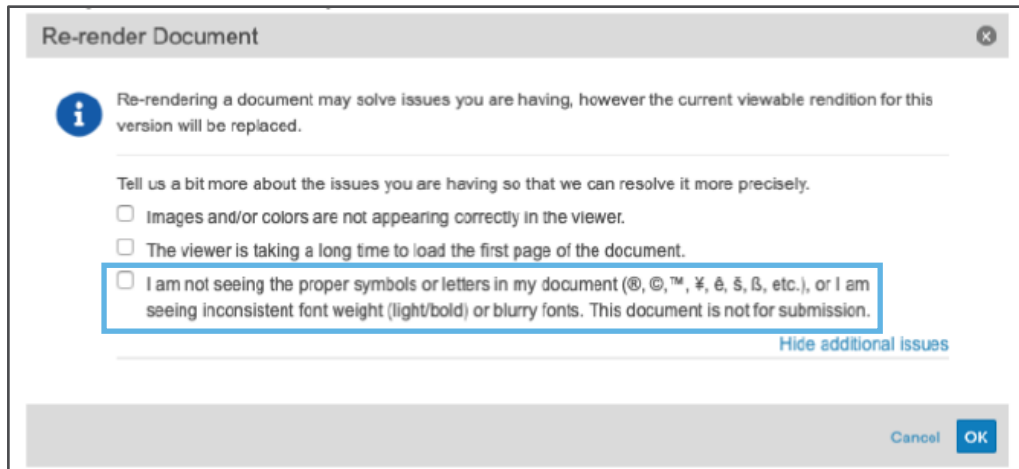 Re-render Document
Re-rendering a document may solve issues you are having, however the current viewable rendition for this
version will be replaced.
Tell us a bit more about the issues you are having so that we can resolve it more precisely.
Images and/or colors are not appearing correctly in the viewer.
The viewer is taking a long time to load the first page of the document.
I am not seeing the proper symbols or letters in my document (®, ©,™, ¥, ê, š, ß, etc.), or I am
seeing inconsistent font weight (light/bold) or blurry fonts. This document is not for submission.
Hide additional issues
Cancel OK